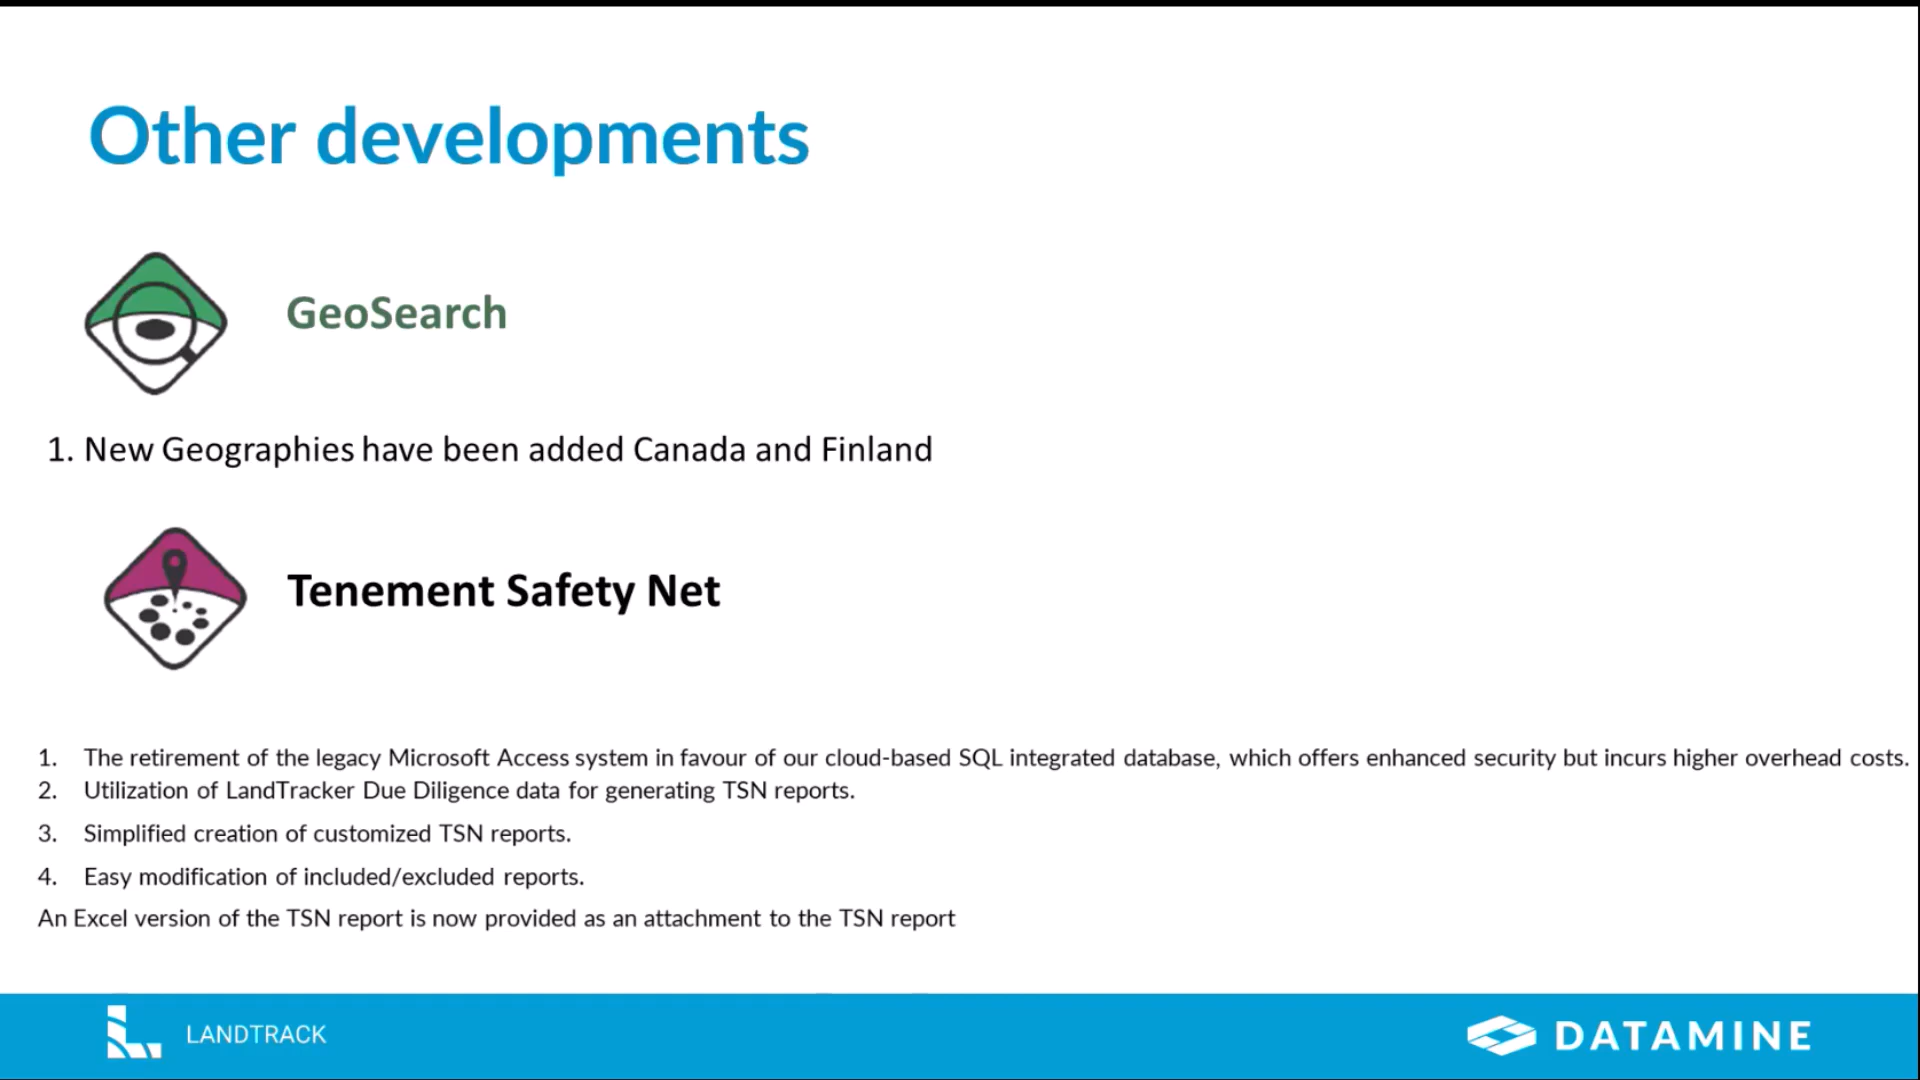 Other developments
GeoSearch
1. New Geographies have been added Canada and Finland
Tenement Safety Net
1. The retirement of the legacy Microsoft Access system in favour of our cloud-based SQL integrated database, which offers enhanced security but incurs higher overhead costs.
2. Utilization of LandTracker Due Diligence data for generating TSN reports.
3. Simplified creation of customized TSN reports.
4. Easy modification of included/excluded reports.
An Excel version of the TSN report is now provided as an attachment to the TSN report
LANDTRACK
DATAMINE